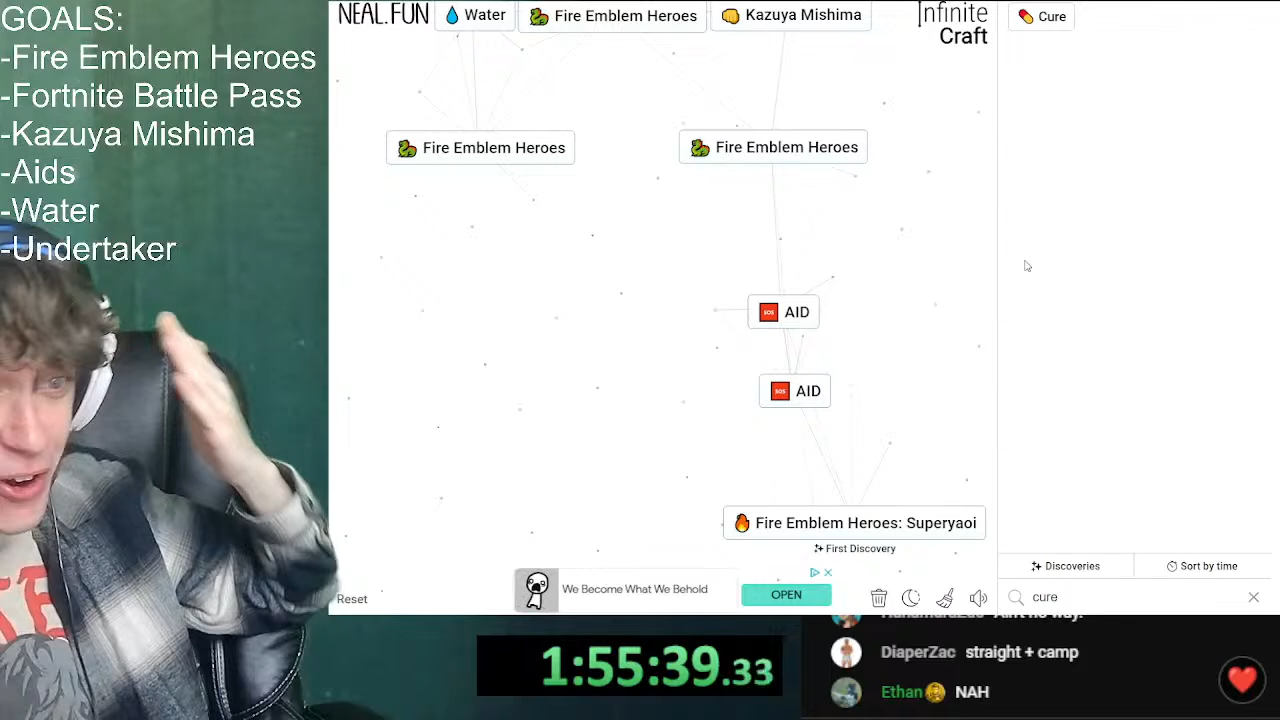 GOALS:
-Fire Emblem Heroes
-Fortnite Battle Pass
-Kazuya Mishima
-Aids
-Water
-Undertaker
NEAL.FUN
Water
Fire Emblem Heroes
Kazuya Mishima
Infinite
Craft
Cure
Fire Emblem Heroes
Fire Emblem Heroes
SOS AID
SOS AID
Fire Emblem Heroes: Superyaoi
First Discovery
We Become What We Behold
OPEN
Reset
Discoveries
Sort by time
cure
1:55:39.33
DiaperZac straight + camp
Ethan NAH